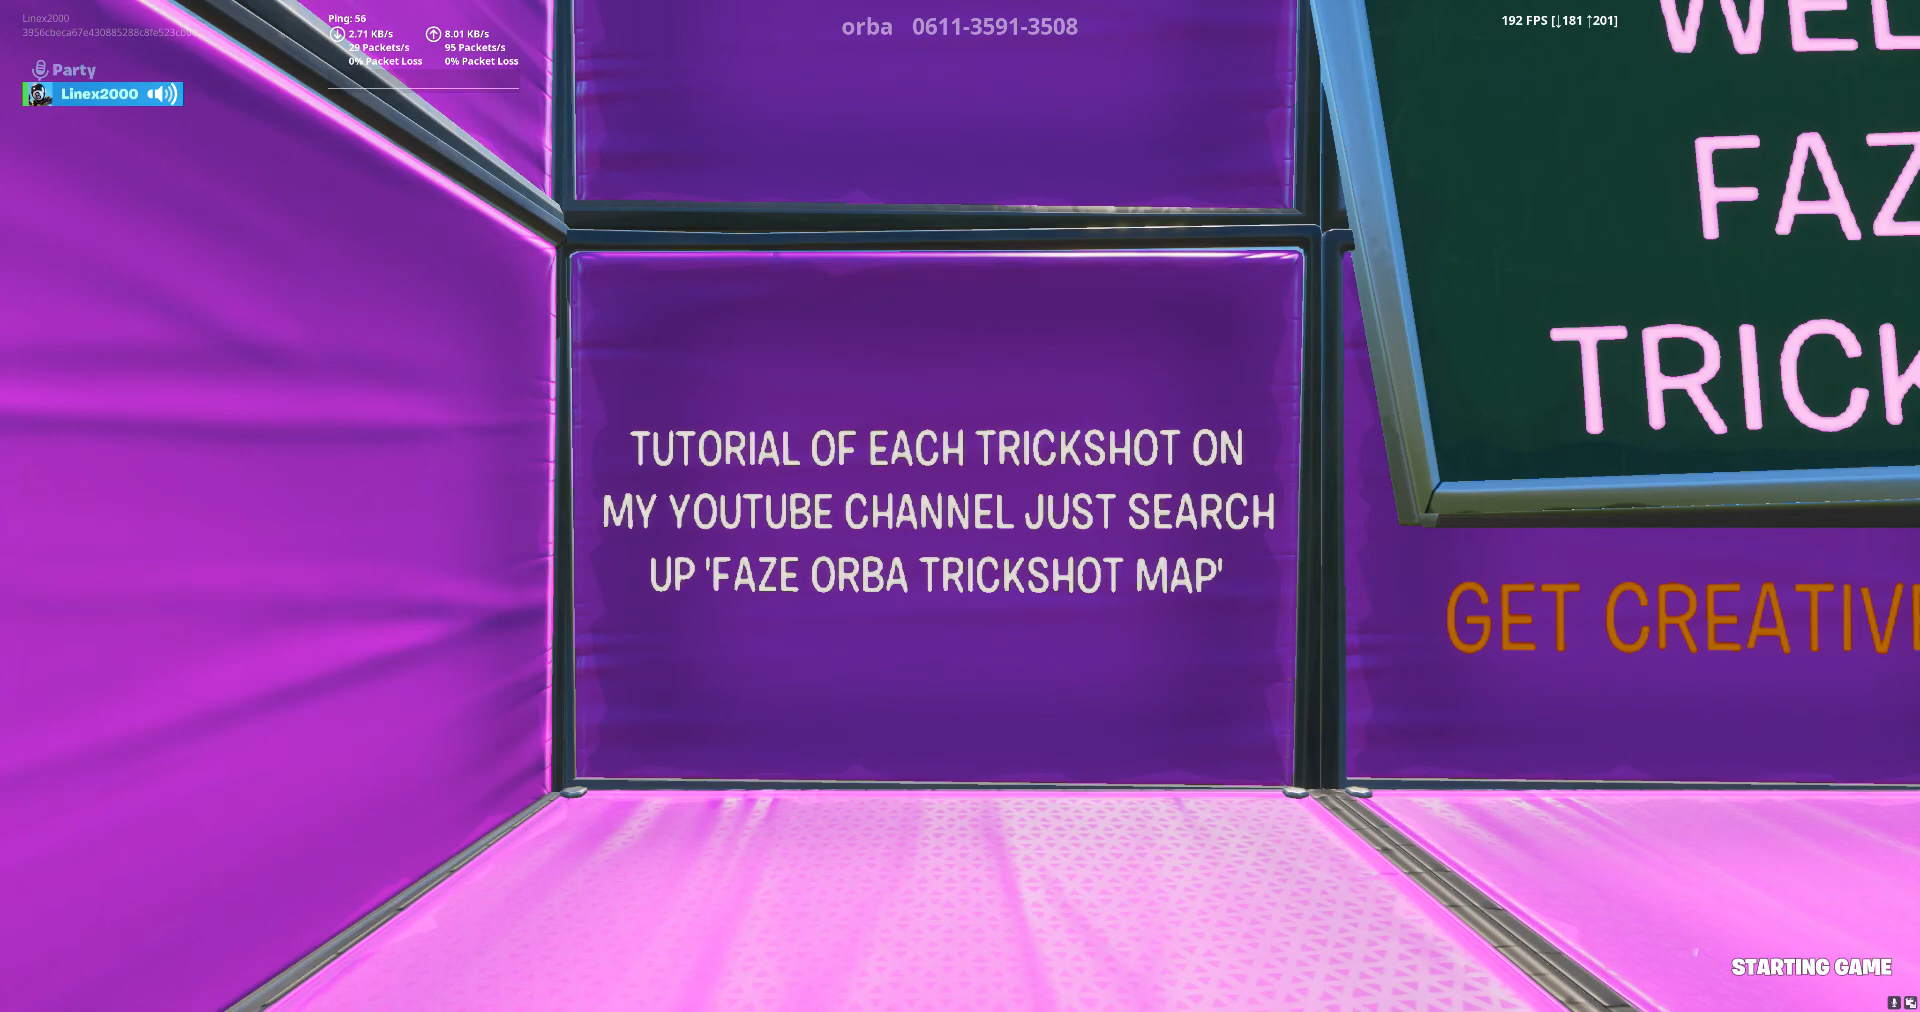 Linex2000
Ping: 56
2.71 KB/s 8.01 KB/s
29 Packets/s 95 Packets/s
0% Packet Loss 0% Packet Loss
orba 0611-3591-3508
192 FPS [↓181 ↑201]
Party
Linex2000
WEL
FAZ
TRICK
TUTORIAL OF EACH TRICKSHOT ON
MY YOUTUBE CHANNEL JUST SEARCH
UP 'FAZE ORBA TRICKSHOT MAP'
GET CREATIVE
STARTING GAME